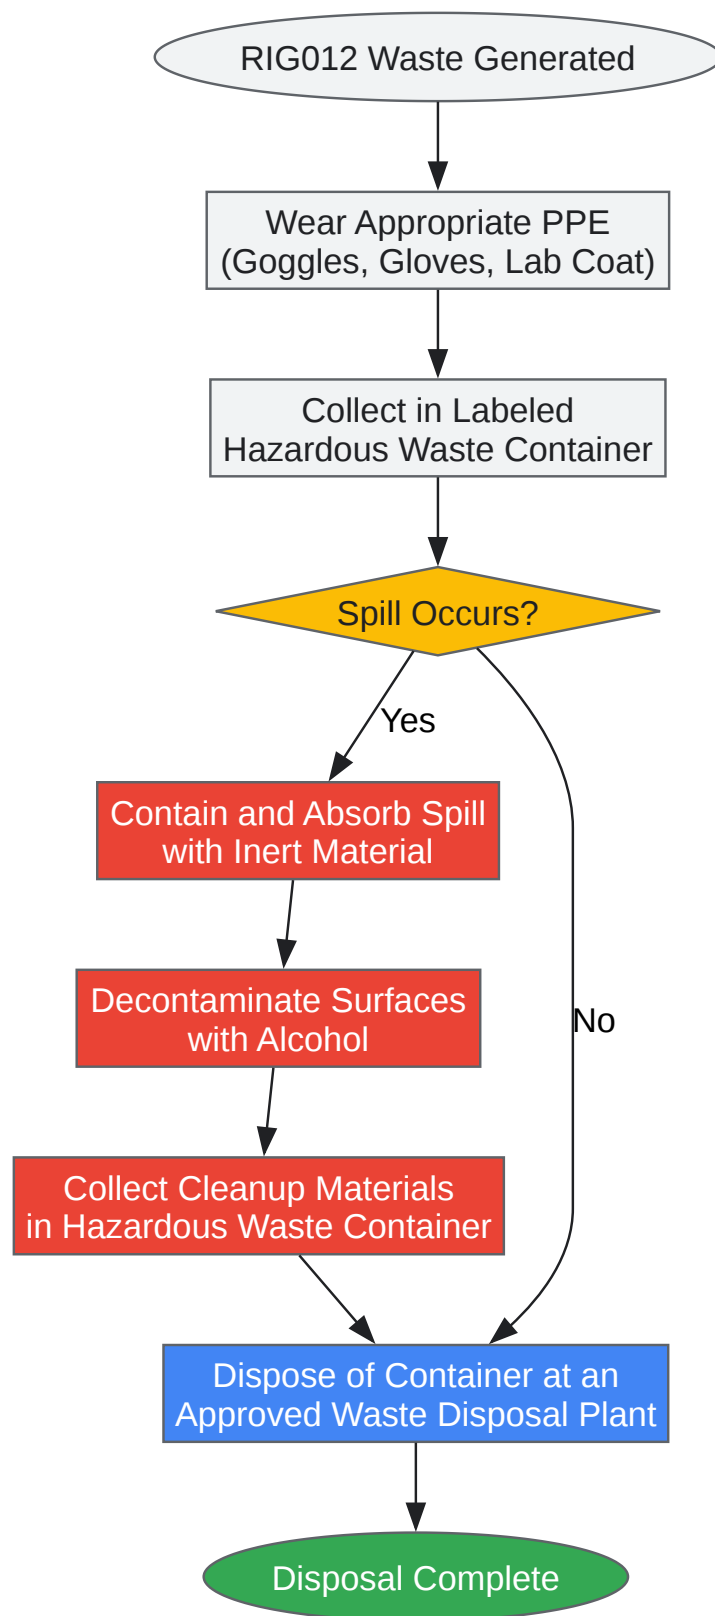 RIG012 Waste Generated
Wear Appropriate PPE
(Goggles, Gloves, Lab Coat)
Collect in Labeled
Hazardous Waste Container
Spill Occurs?
Yes
Contain and Absorb Spill
with Inert Material
Decontaminate Surfaces
with Alcohol
No
Collect Cleanup Materials
in Hazardous Waste Container
Dispose of Container at an
Approved Waste Disposal Plant
Disposal Complete